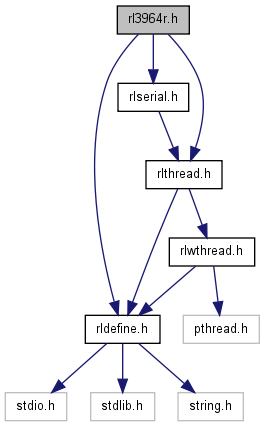 rl3964r.h
rlserial.h
rlthread.h
rlwthread.h
rldefine.h
pthread.h
stdio.h
stdlib.h
string.h